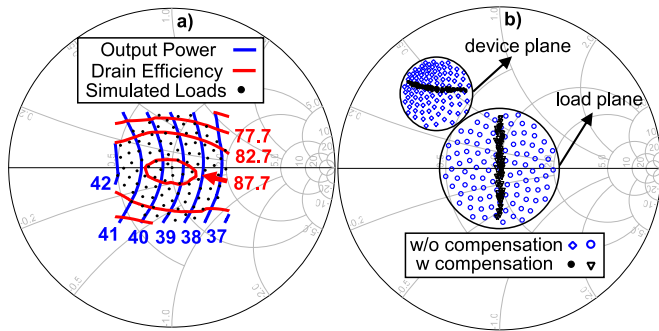 a)
Output Power
Drain Efficiency
Simulated Loads
77.7
82.7
87.7
42
41 40 39 38 37
b)
device plane
load plane
w/o compensation
w compensation